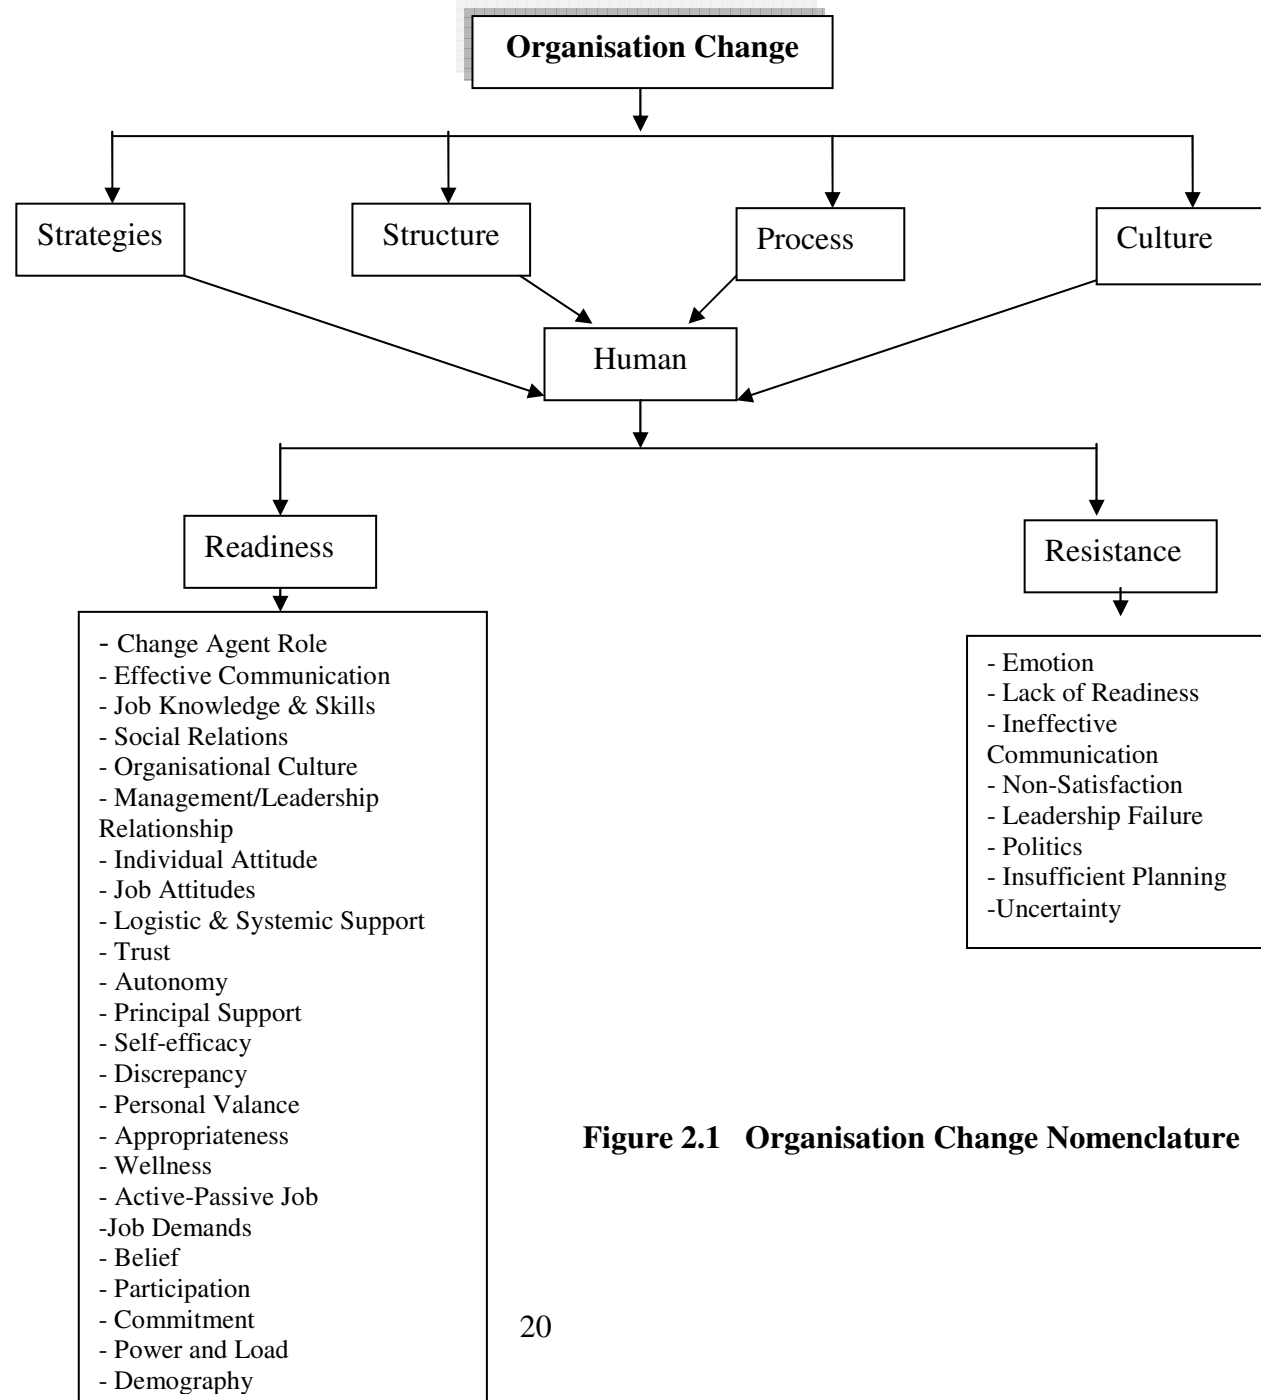 Organisation Change
Strategies
Structure
Process
Culture
Human
Readiness
Resistance
- Change Agent Role
- Effective Communication
- Job Knowledge & Skills
- Social Relations
- Organisational Culture
- Management/Leadership
Relationship
- Individual Attitude
- Job Attitudes
- Logistic & Systemic Support
- Trust
- Autonomy
- Principal Support
- Self-efficacy
- Discrepancy
- Personal Valance
- Appropriateness
- Wellness
- Active-Passive Job
-Job Demands
- Belief
- Participation
- Commitment
- Power and Load
- Demography
- Emotion
- Lack of Readiness
- Ineffective
Communication
- Non-Satisfaction
- Leadership Failure
- Politics
- Insufficient Planning
-Uncertainty
Figure 2.1 Organisation Change Nomenclature
20